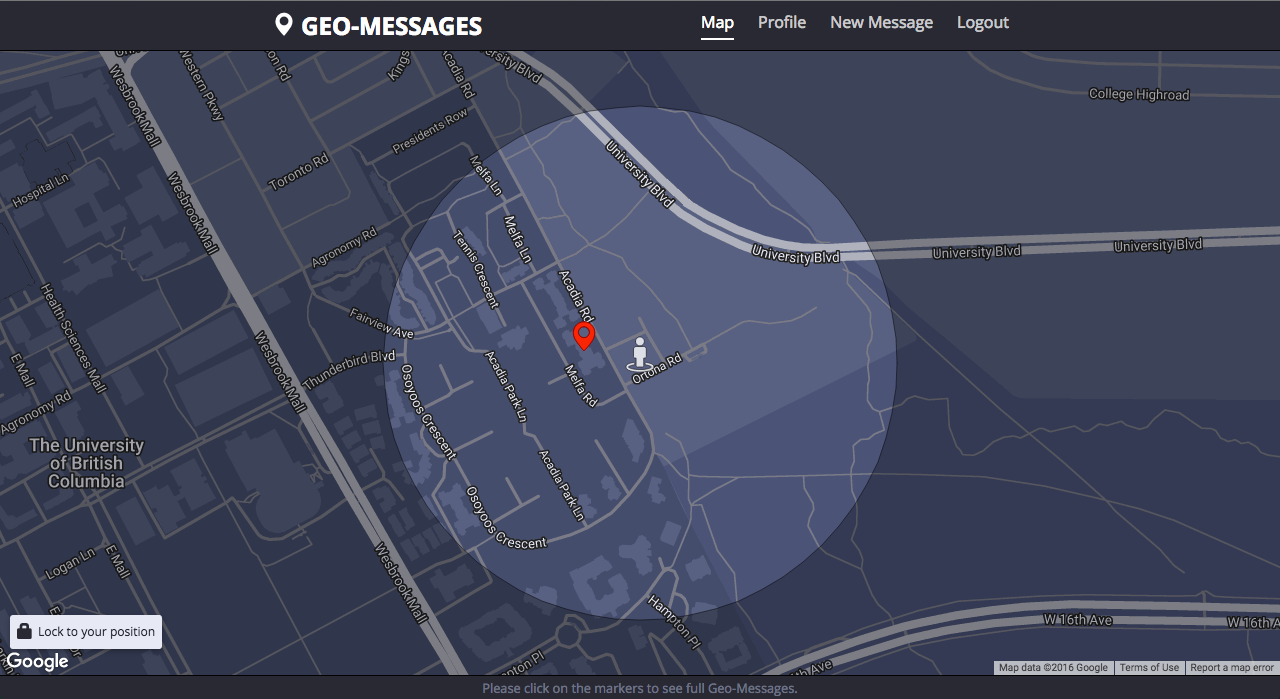 GEO-MESSAGES
Map
Profile
New Message
Logout
Wesbrook Mall
Western Pkwy
on Rd
Kings
Acadia Rd
versity Blvd
College Highroad
Presidents Row
Toronto Rd
Melfa Ln
University Blvd
Hospital Ln
Wesbrook Mall
Agronomy Rd
Melfa Ln
Tennis Crescent
University Blvd
University Blvd
University Blvd
Health Sciences Mall
Acadia Rd
Fairview Ave
Thunderbird Blvd
Wesbrook Mall
E Mall
Ortona Rd
Melfa Rd
Acadia Park Ln
Osoyoos Crescent
Agronomy Rd
The University
of British
Columbia
Acadia Park Ln
Osoyoos Crescent
Logan Ln
E Mall
Wesbrook Mall
Hampton Pl
W 16th Ave
W 16th A
Lock to your position
Google
pton Pl
th Ave
Map data ©2016 Google
Terms of Use
Report a map error
Please click on the markers to see full Geo-Messages.